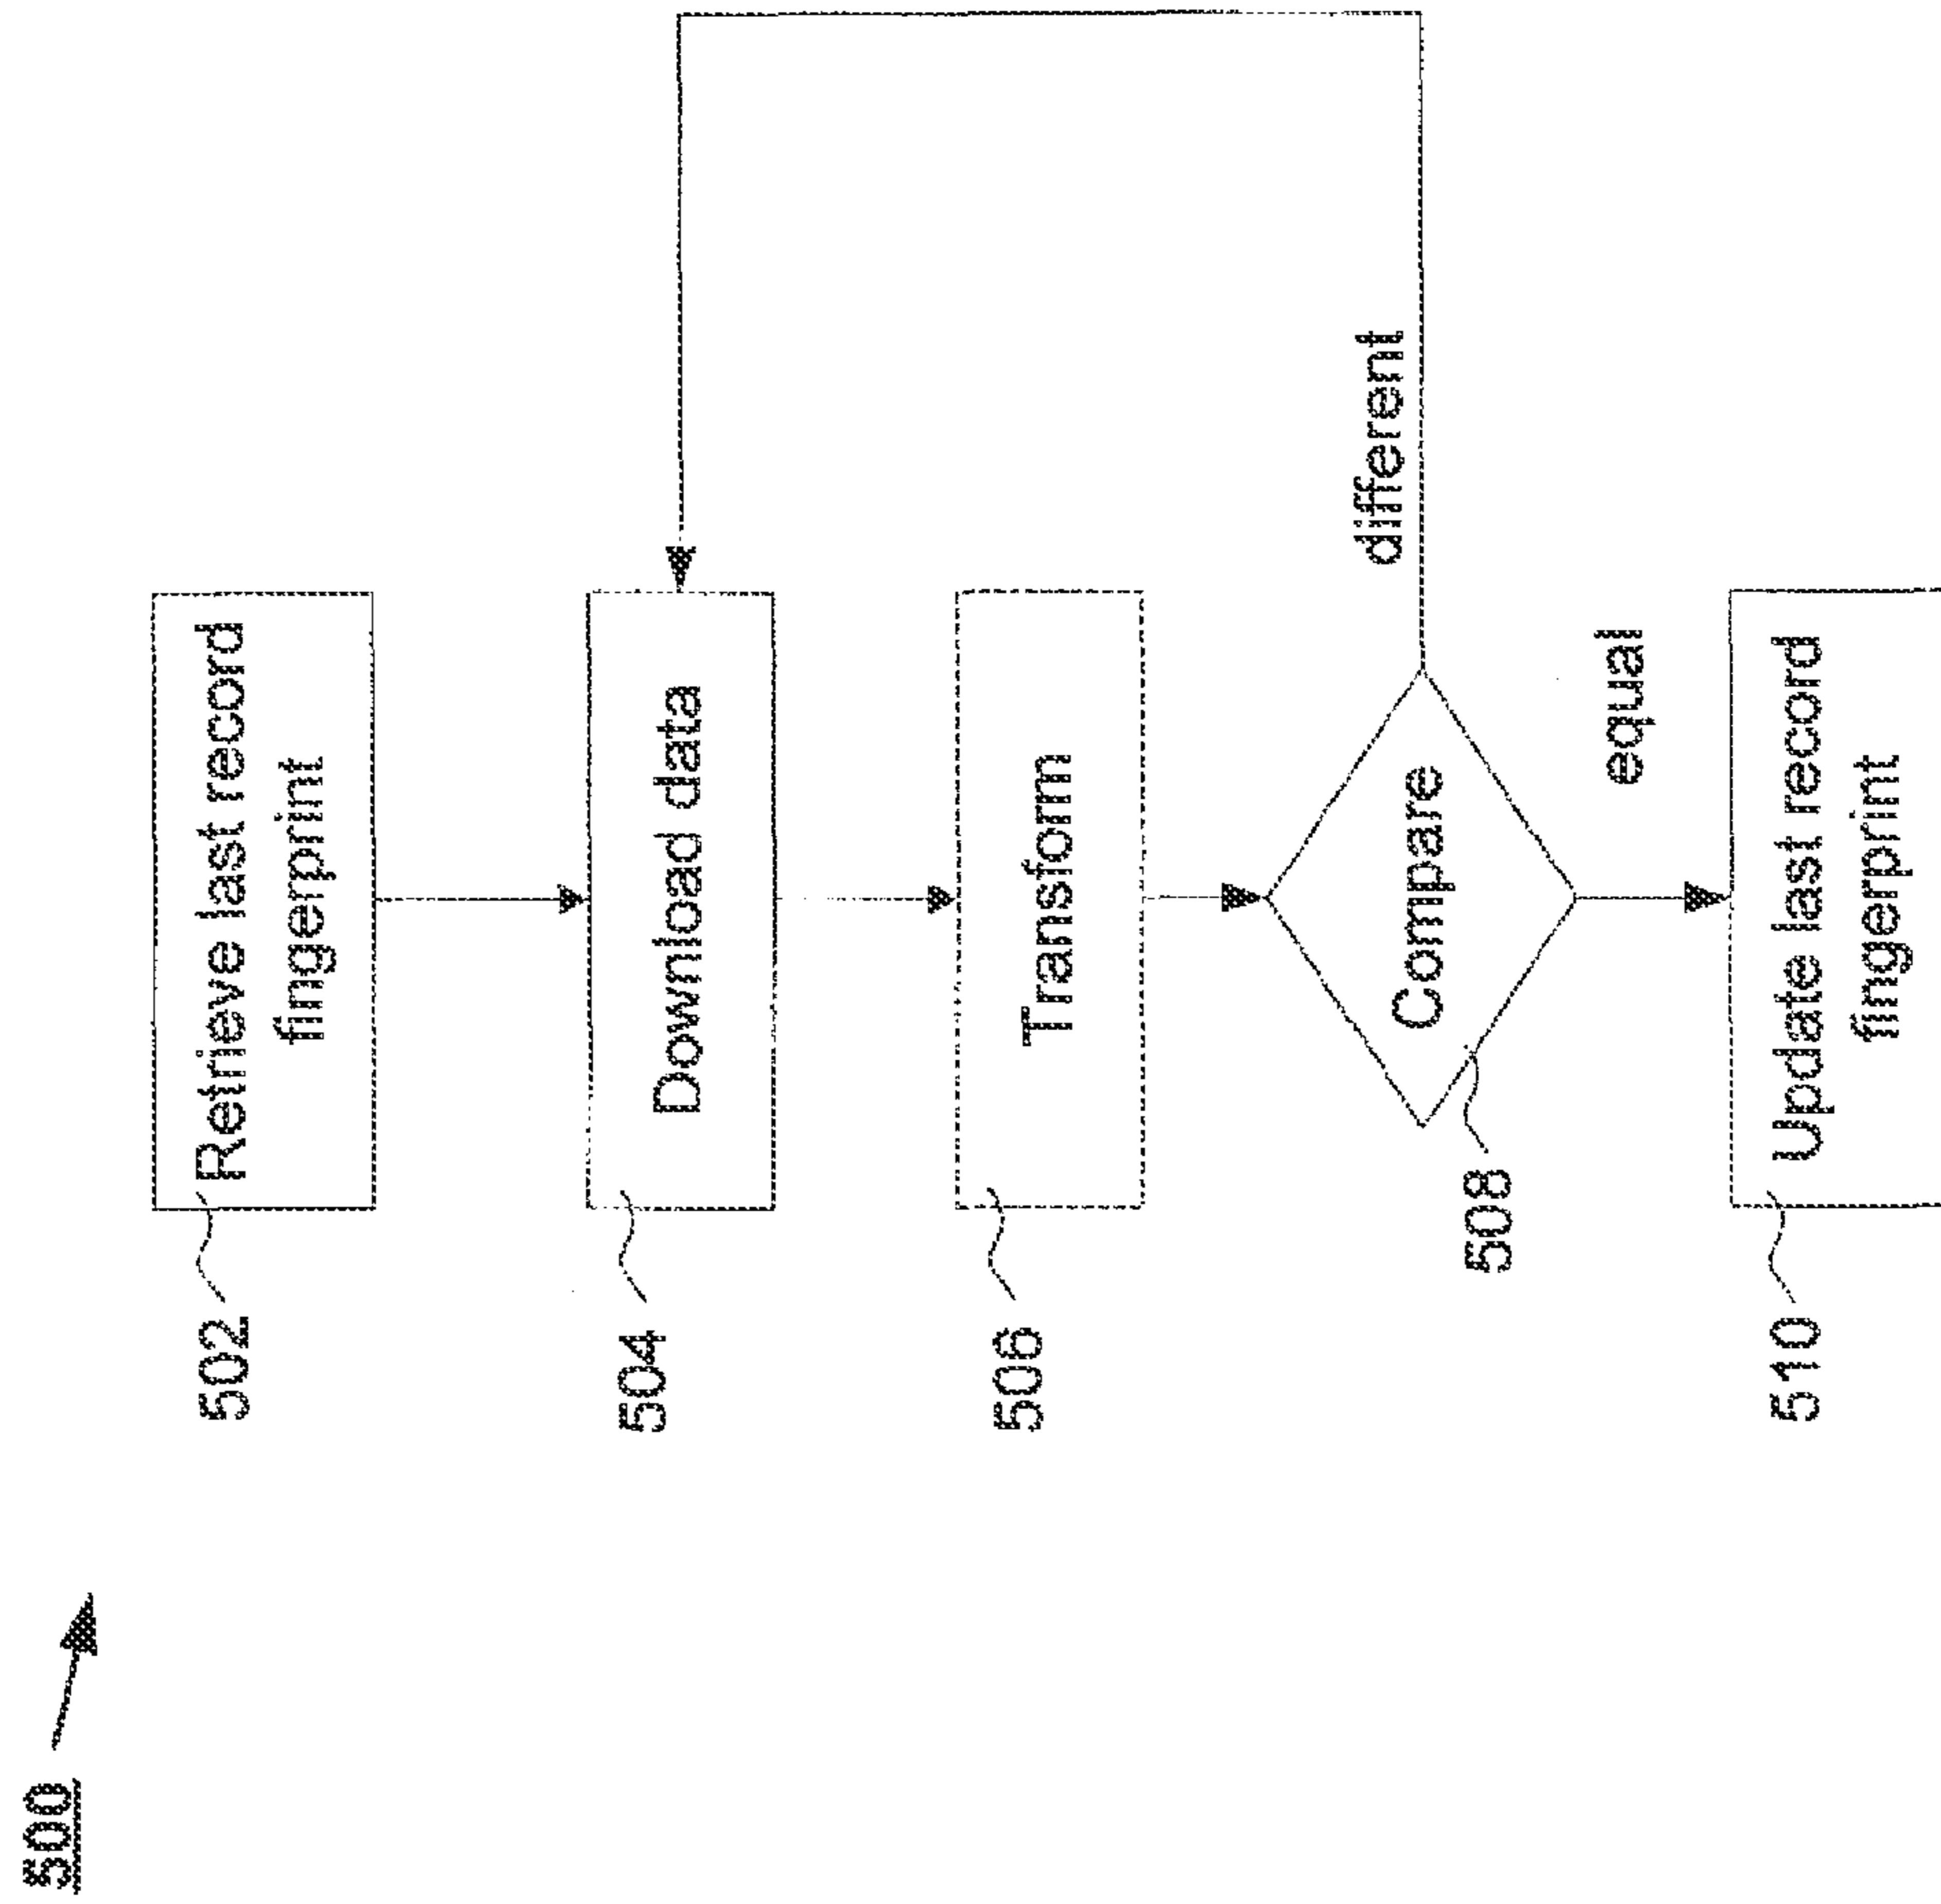 500
502
Retrieve last record
fingerprint
504
Download data
506
Transform
508
Compare
different
equal
510
Update last record
fingerprint